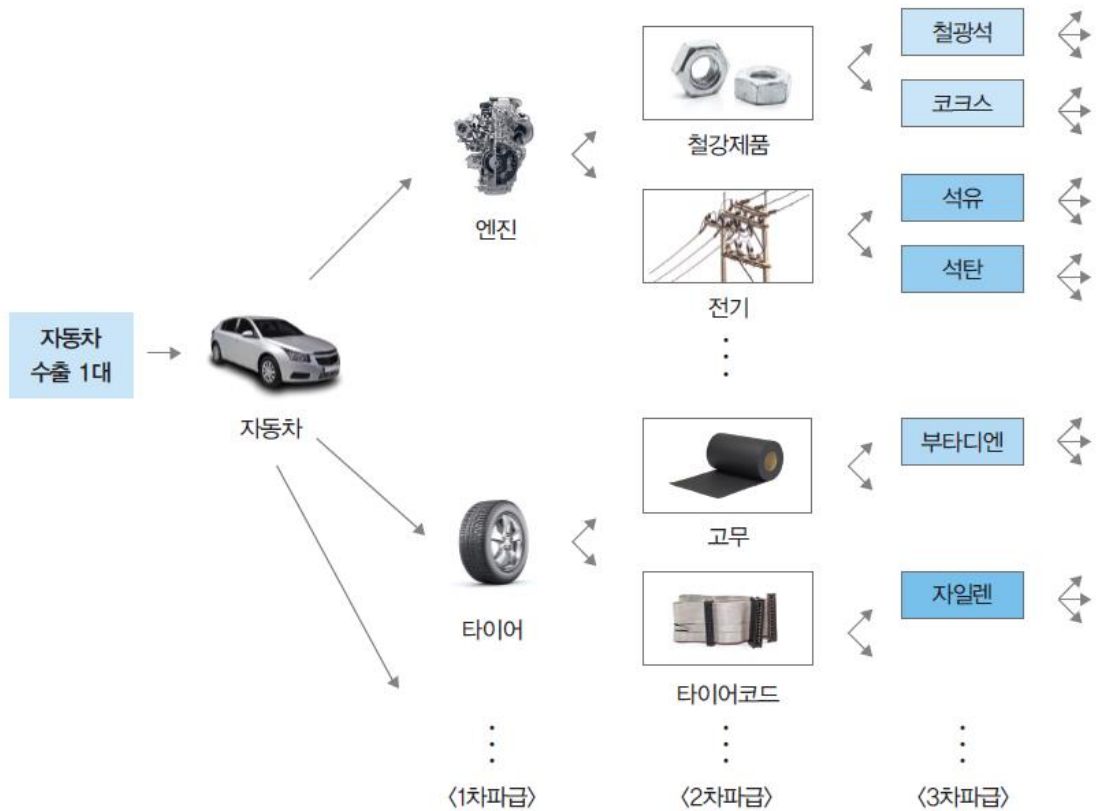 자동차
수출 1대
자동차
엔진
타이어
철강제품
전기
고무
타이어코드
철광석
코크스
석유
석탄
부타디엔
자일렌
〈1차파급〉
〈2차파급〉
〈3차파급〉